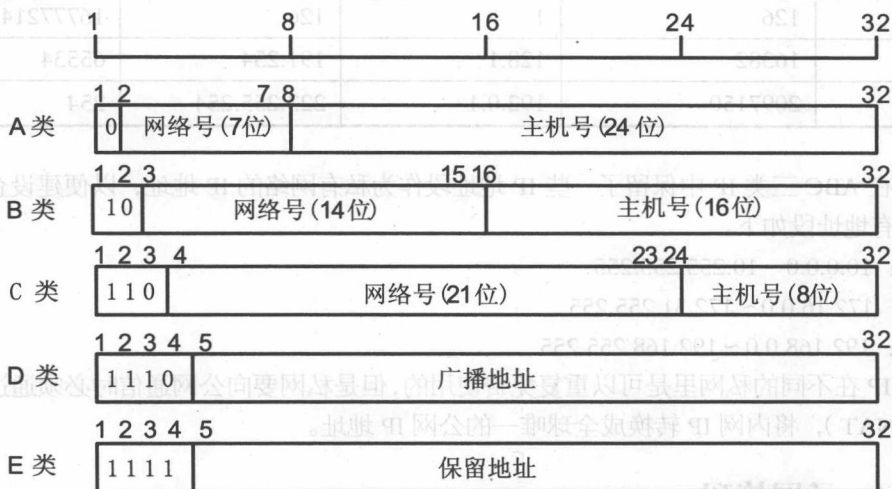 1 8 16 24 32
1 2 7 8 32
A类 0 网络号(7位) 主机号(24位)
1 2 3 15 16 32
B类 10 网络号(14位) 主机号(16位)
1 2 3 4 23 24 32
C类 110 网络号(21位) 主机号(8位)
1 2 3 4 5 32
D类 1110 广播地址
1 2 3 4 5 32
E类 1111 保留地址